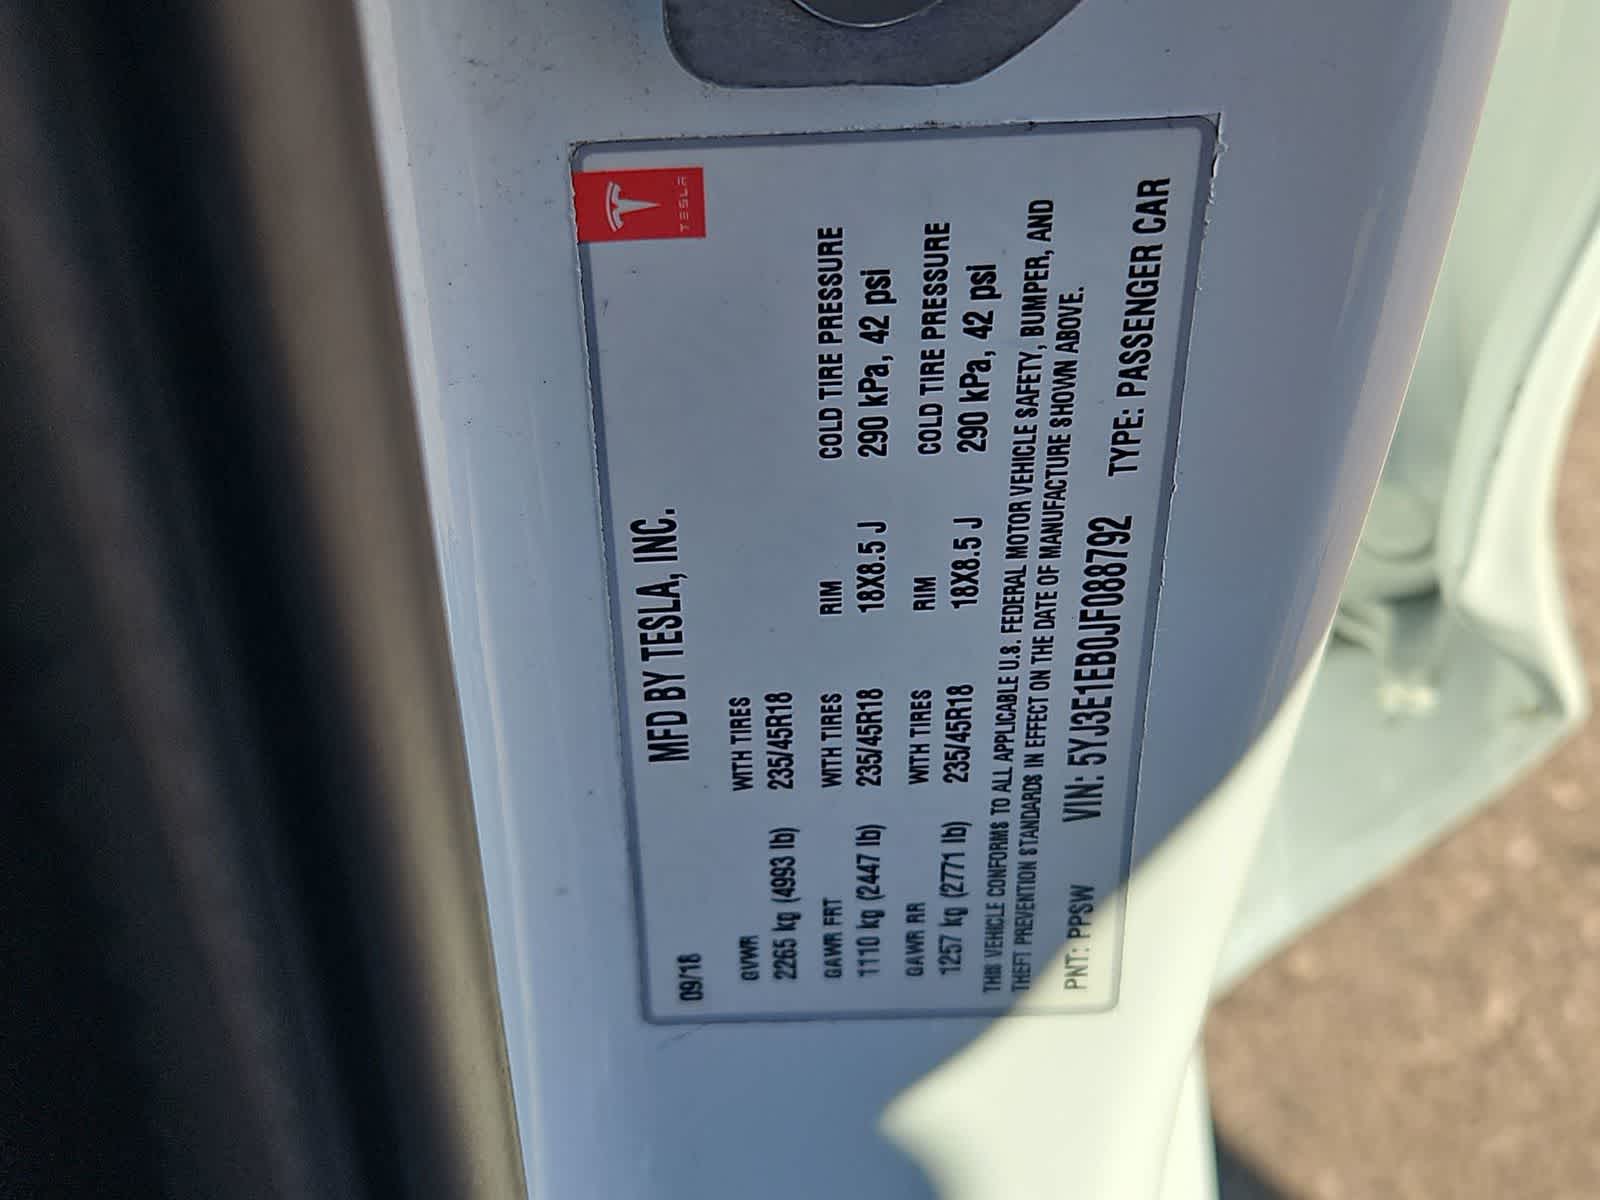 TESLA
MFD BY TESLA, INC.
09/18
GVWR WITH TIRES
2265 kg (4993 lb) 235/45R18
GAWR FRT WITH TIRES RIM COLD TIRE PRESSURE
1110 kg (2447 lb) 235/45R18 18X8.5 J 290 kPa, 42 psi
GAWR RR WITH TIRES RIM COLD TIRE PRESSURE
1257 kg (2771 lb) 235/45R18 18X8.5 J 290 kPa, 42 psi
THIS VEHICLE CONFORMS TO ALL APPLICABLE U.S. FEDERAL MOTOR VEHICLE SAFETY, BUMPER, AND
THEFT PREVENTION STANDARDS IN EFFECT ON THE DATE OF MANUFACTURE SHOWN ABOVE.
PNT: PPSW VIN: 5YJ3E1EB0JF088792 TYPE: PASSENGER CAR